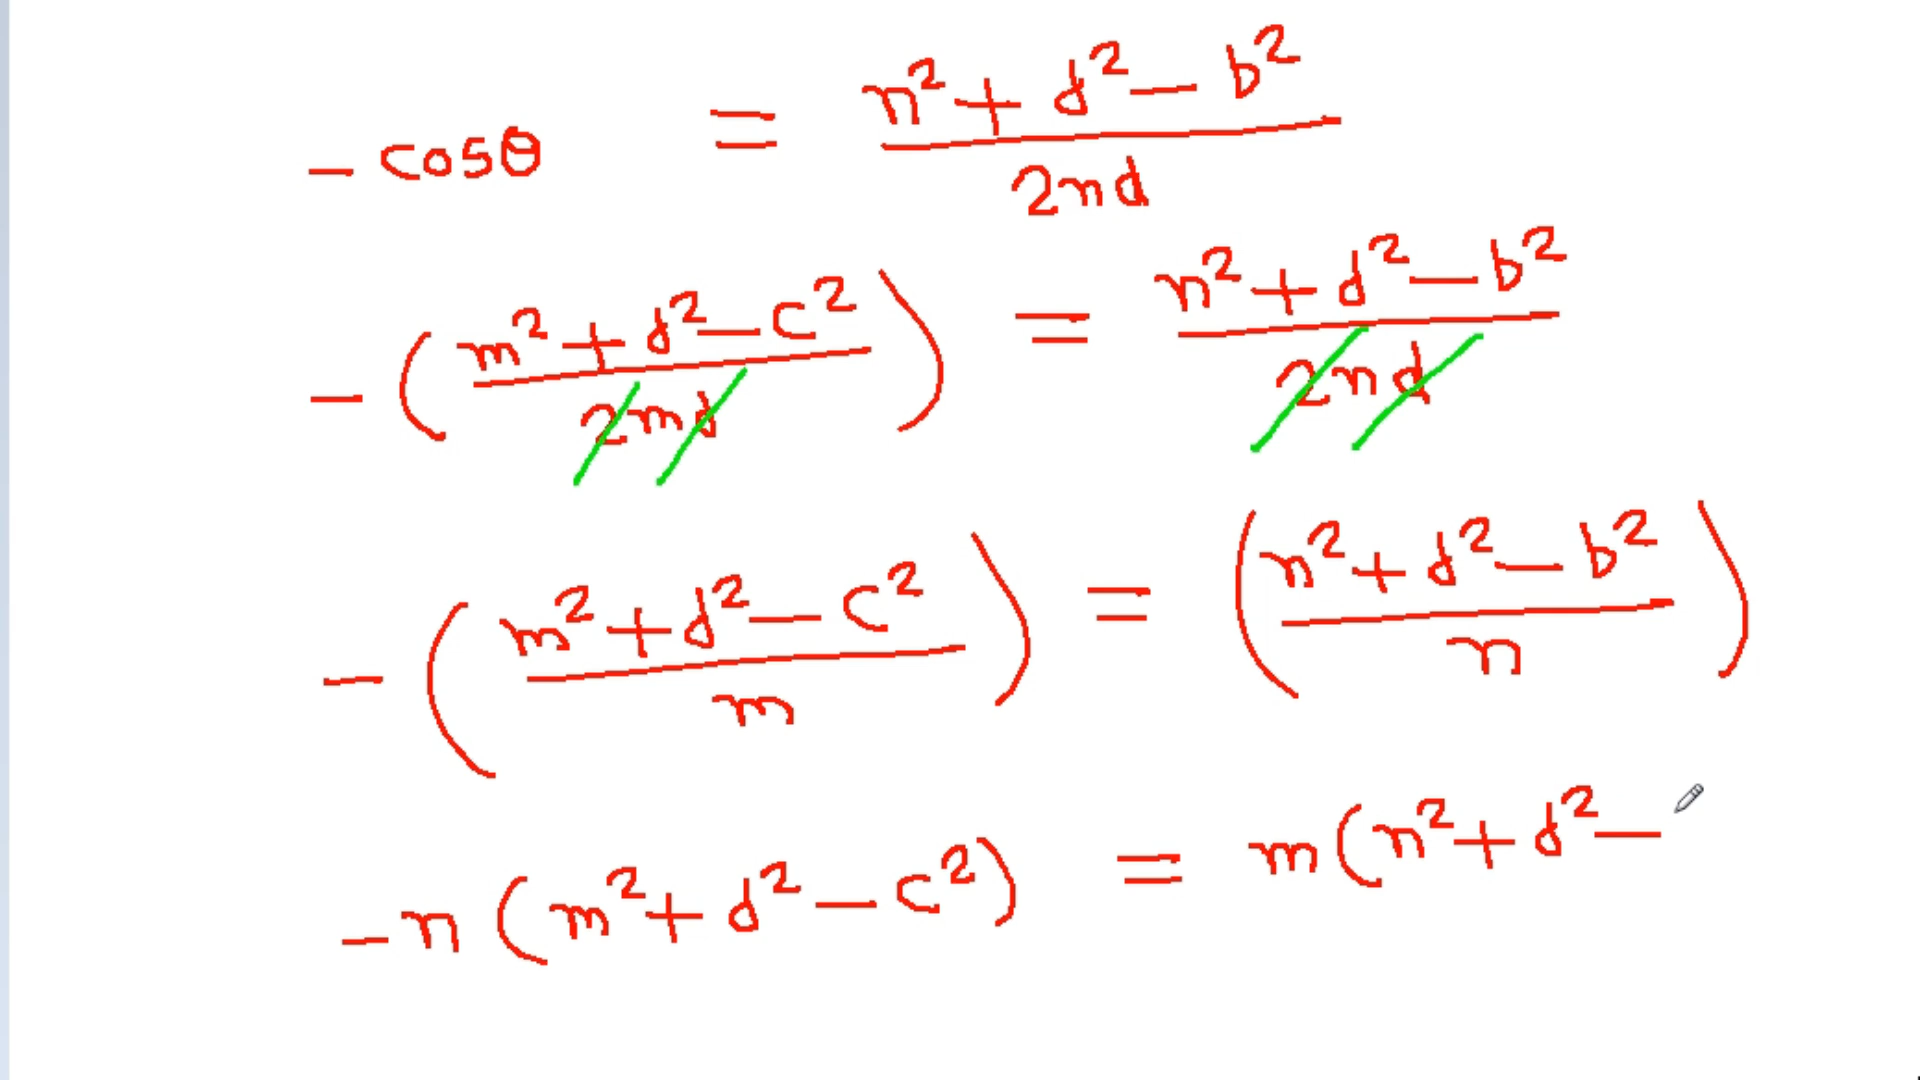 - cosθ = (n² + d² - b²) / 2nd
- ((m² + d² - c²) / 2md) = (n² + d² - b²) / 2nd
- ((m² + d² - c²) / m) = ((n² + d² - b²) / n)
- n (m² + d² - c²) = m (n² + d² -